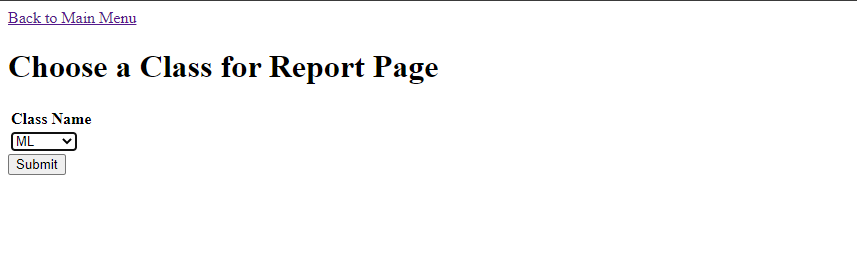 Back to Main Menu
Choose a Class for Report Page
Class Name
ML
Submit